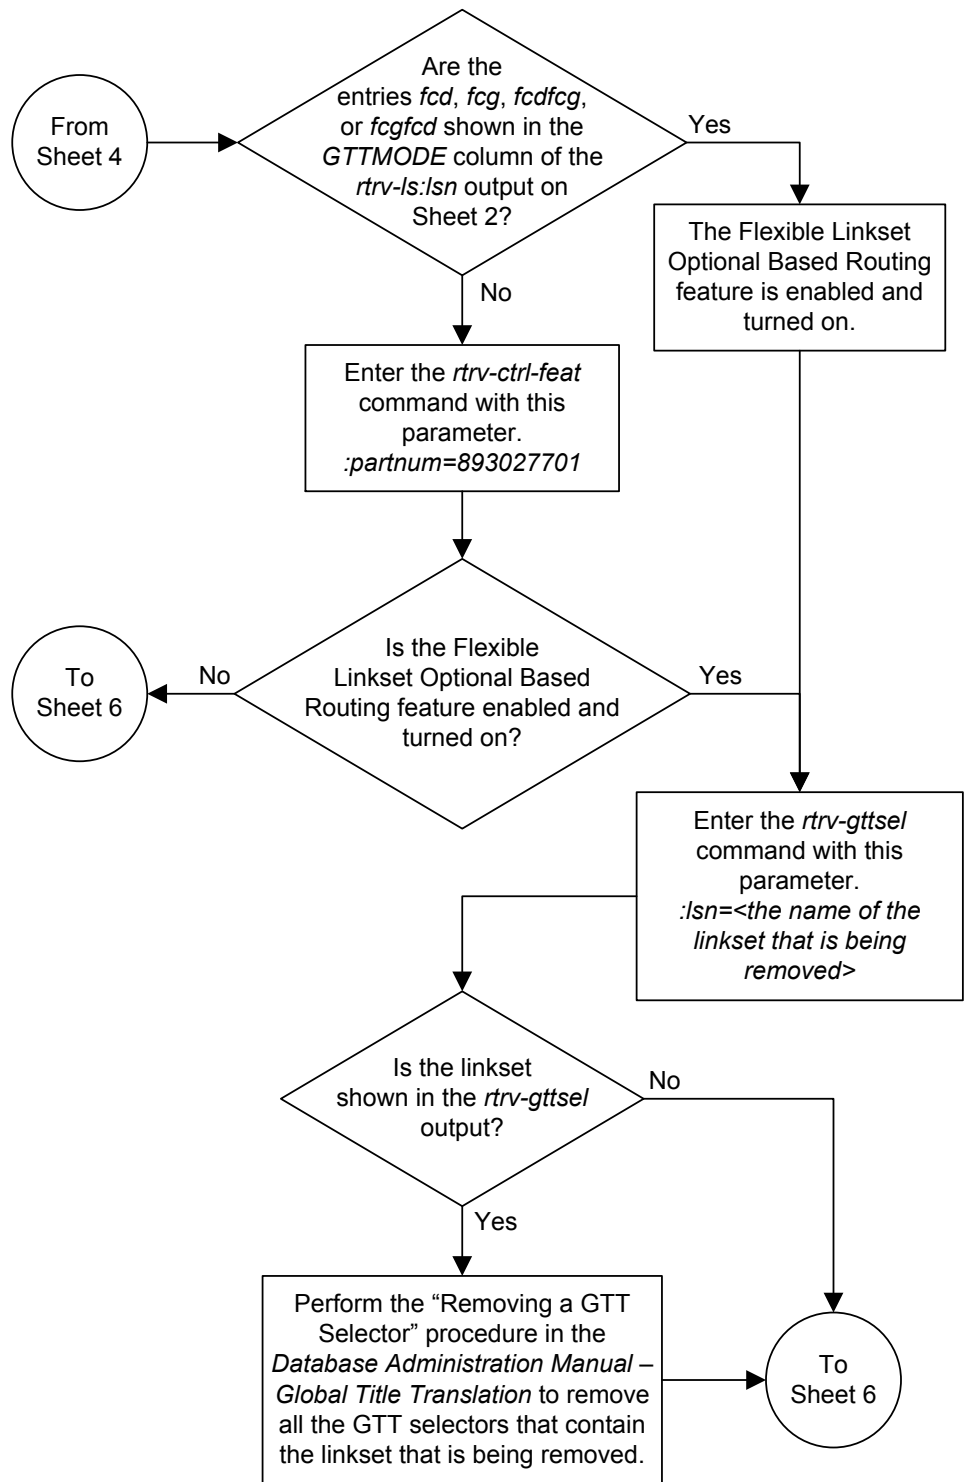 From
Sheet 4
Are the
entries fcd, fcg, fcdfcg,
or fcgfcd shown in the
GTTMODE column of the
rtrv-ls:lsn output on
Sheet 2?
Yes
The Flexible Linkset
Optional Based Routing
feature is enabled and
turned on.
No
Enter the rtrv-ctrl-feat
command with this
parameter.
:partnum=893027701
Is the Flexible
Linkset Optional Based
Routing feature enabled and
turned on?
No
To
Sheet 6
Yes
Enter the rtrv-gttsel
command with this
parameter.
:lsn=<the name of the
linkset that is being
removed>
Is the linkset
shown in the rtrv-gttsel
output?
No
Yes
Perform the “Removing a GTT
Selector” procedure in the
Database Administration Manual –
Global Title Translation to remove
all the GTT selectors that contain
the linkset that is being removed.
To
Sheet 6